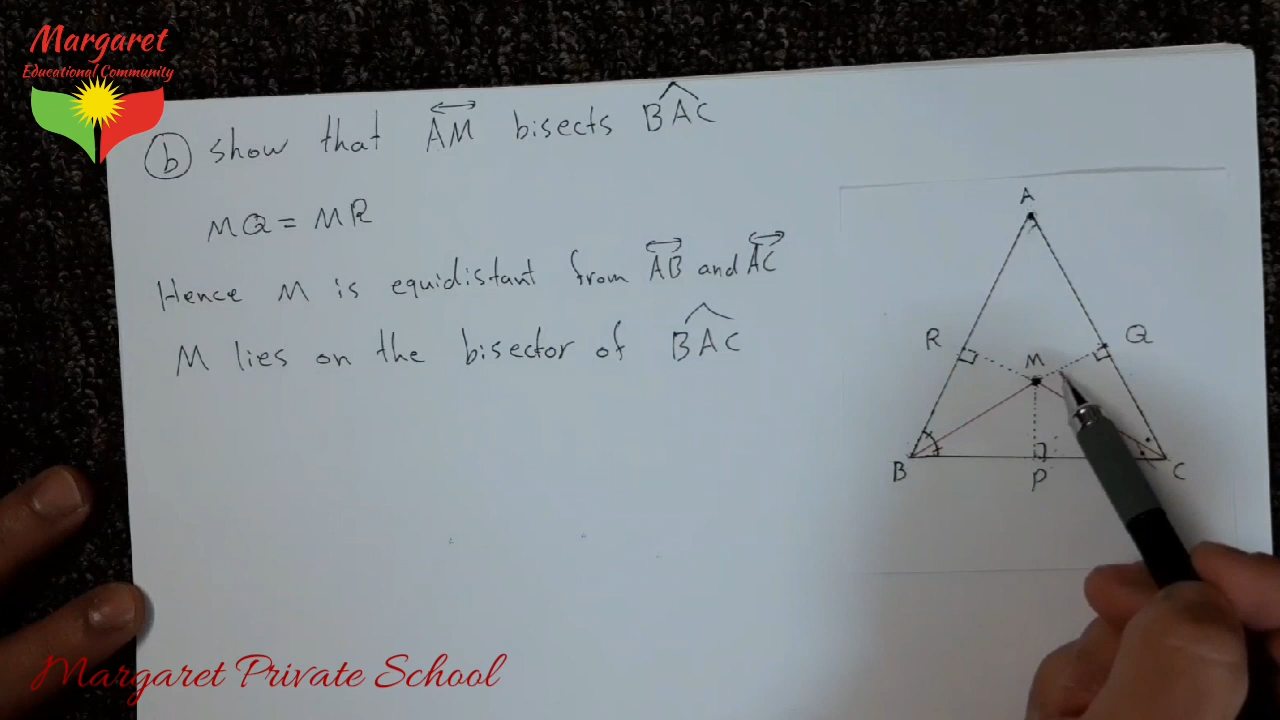 Margaret
Educational Community
b show that AM bisects BAC
MQ = MR
Hence M is equidistant from AB and AC
M lies on the bisector of BAC
A
R
Q
M
B
P
C
Margaret Private School